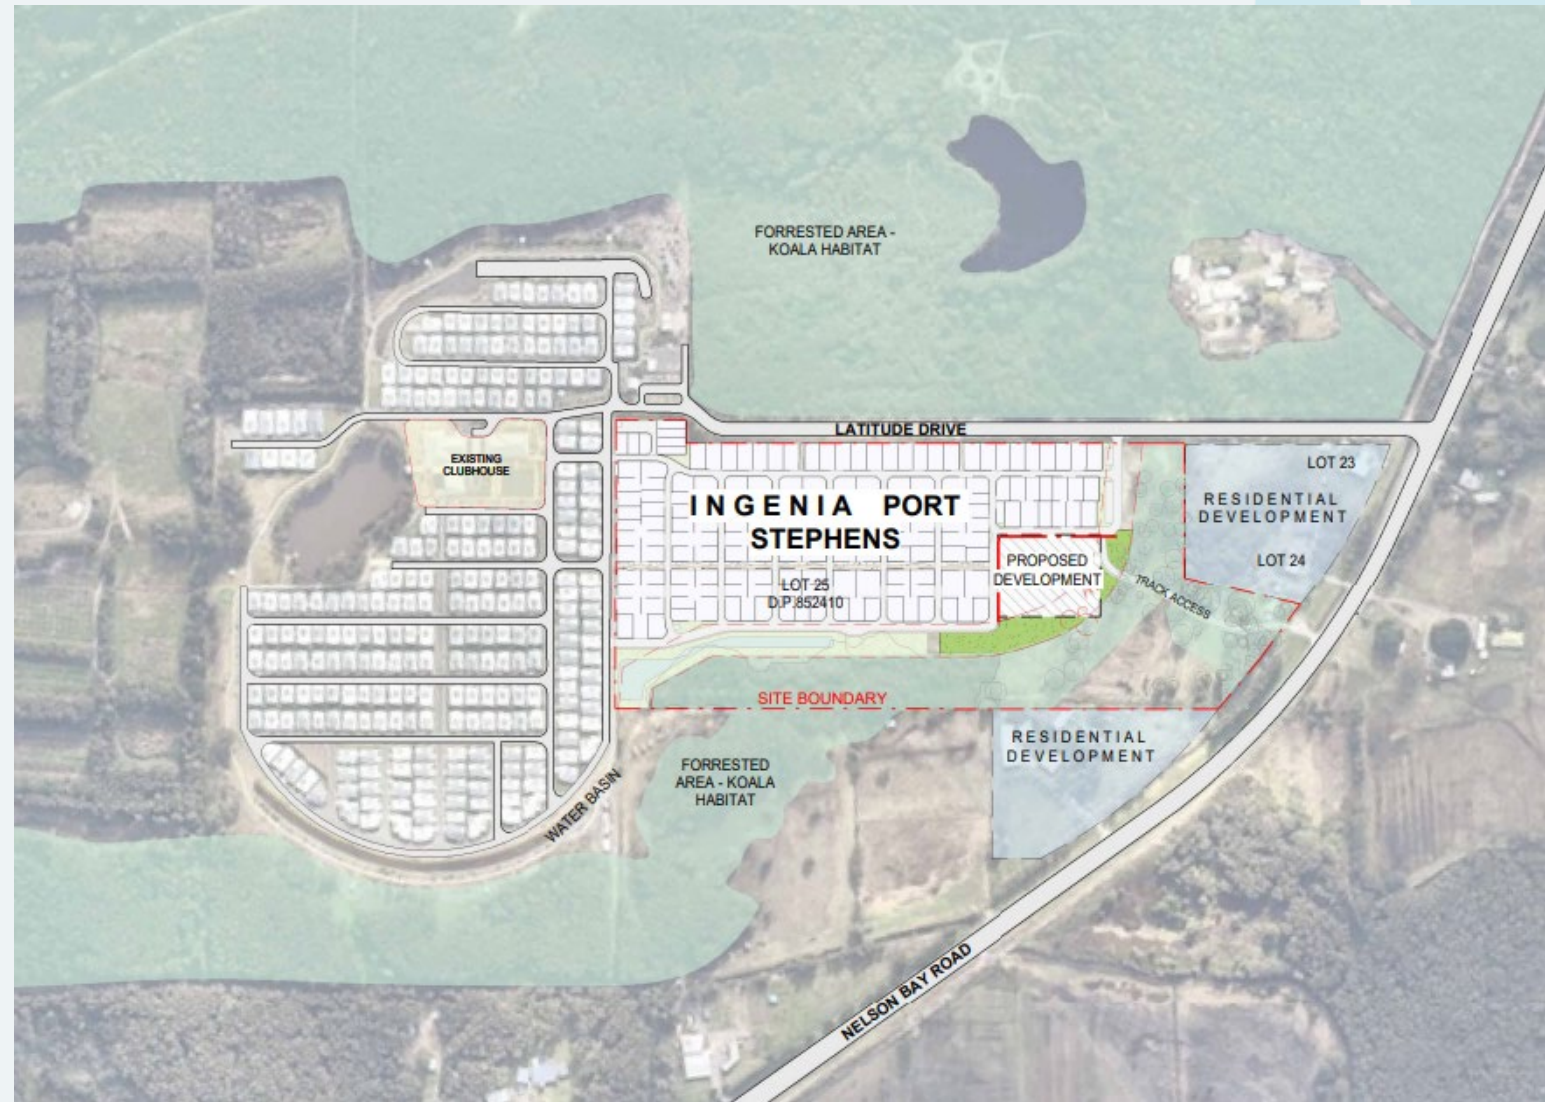 FORRESTED AREA -
KOALA HABITAT
LATITUDE DRIVE
EXISTING
CLUBHOUSE
LOT 23
RESIDENTIAL
DEVELOPMENT
LOT 24
INGENIA PORT
STEPHENS
PROPOSED
DEVELOPMENT
LOT 25
D.P.852410
TRACK ACCESS
SITE BOUNDARY
RESIDENTIAL
DEVELOPMENT
FORRESTED
AREA - KOALA
HABITAT
WATER BASIN
NELSON BAY ROAD